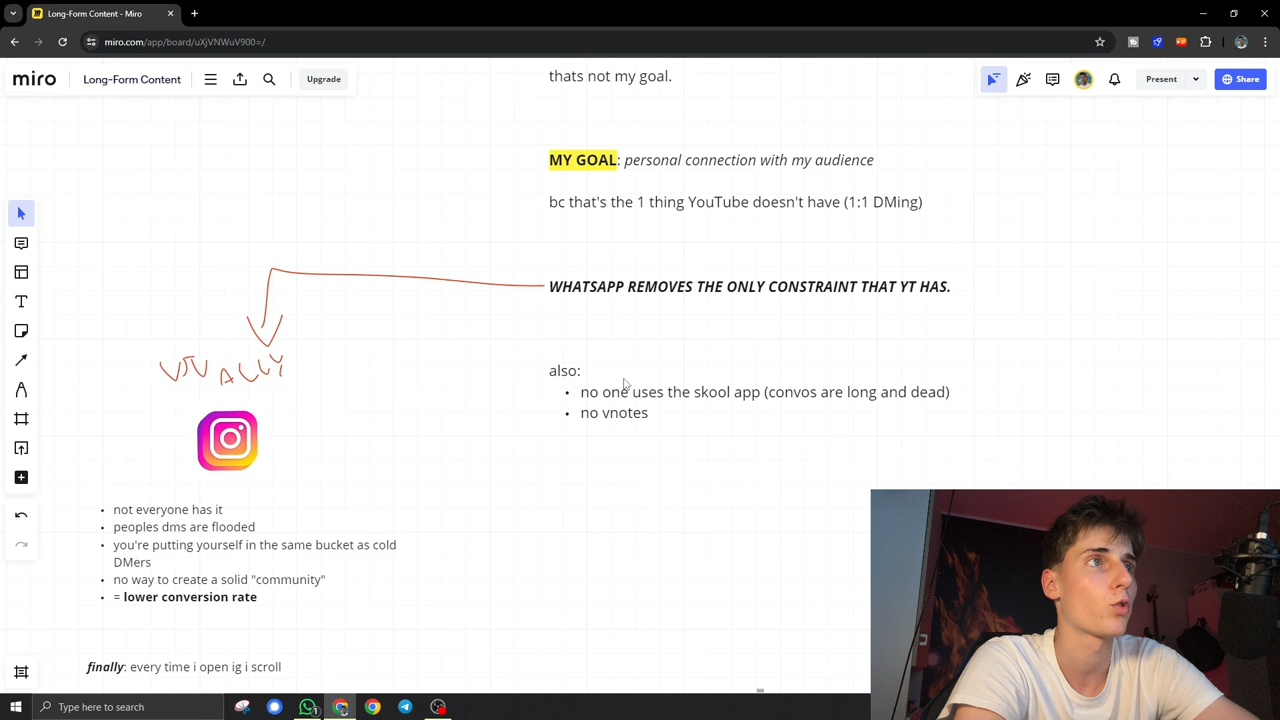 Long-Form Content - Miro
miro.com/app/board/uXjVNWuV900=/
miro
Long-Form Content
Upgrade
Present
Share
thats not my goal.
MY GOAL: personal connection with my audience
bc that's the 1 thing YouTube doesn't have (1:1 DMing)
WHATSAPP REMOVES THE ONLY CONSTRAINT THAT YT HAS.
also:
• no one uses the skool app (convos are long and dead)
• no vnotes
• not everyone has it
• peoples dms are flooded
• you're putting yourself in the same bucket as cold
DMers
• no way to create a solid "community"
• = lower conversion rate
finally: every time i open ig i scroll
Type here to search